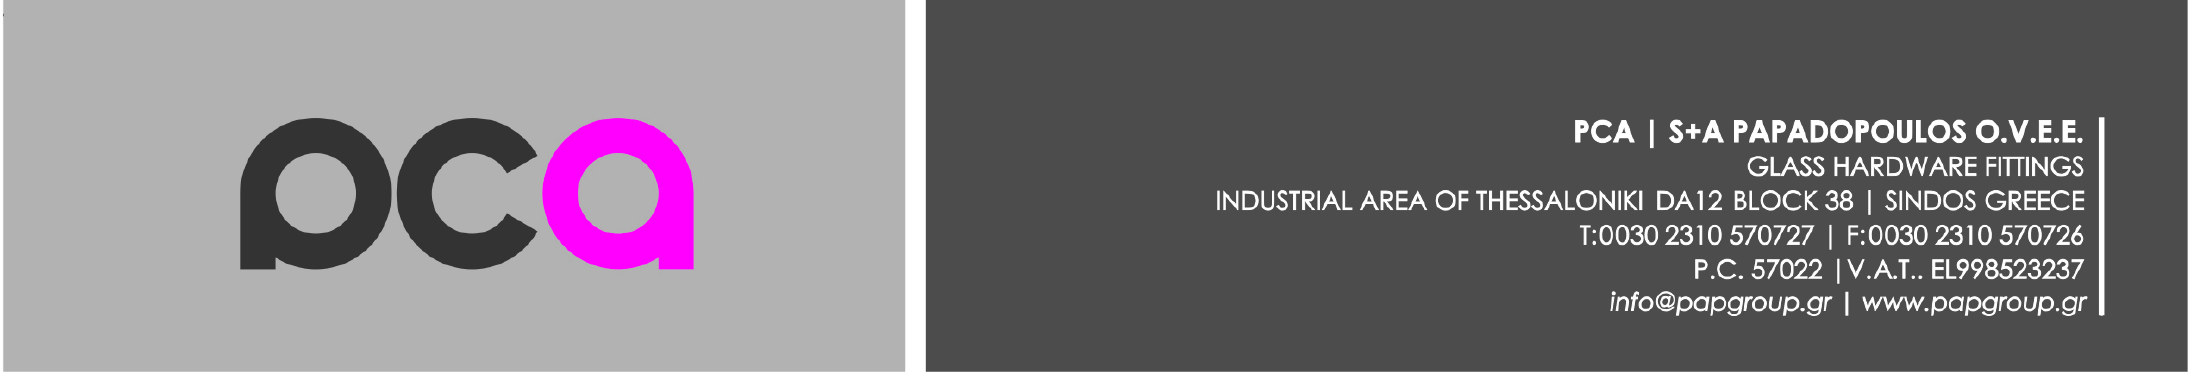 pca
PCA | S+A PAPADOPOULOS O.V.E.E.
GLASS HARDWARE FITTINGS
INDUSTRIAL AREA OF THESSALONIKI DA12 BLOCK 38 | SINDOS GREECE
T:0030 2310 570727 | F:0030 2310 570726
P.C. 57022 |V.A.T.. EL998523237
info@papgroup.gr | www.papgroup.gr